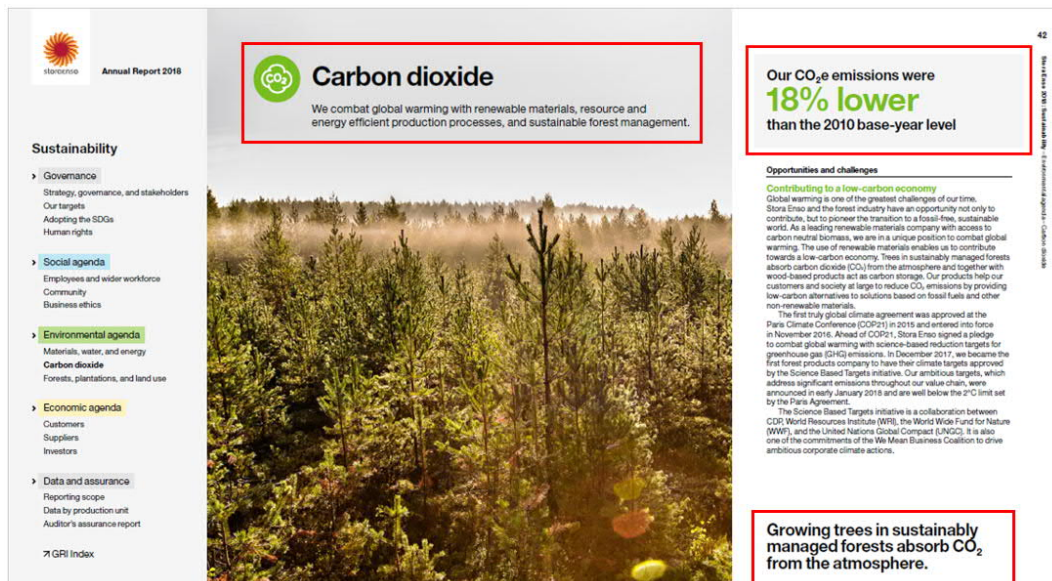 storaenso
Annual Report 2018
Sustainability
Governance
Strategy, governance, and stakeholders
Our targets
Adopting the SDGs
Human rights
Social agenda
Employees and wider workforce
Community
Business ethics
Environmental agenda
Materials, water, and energy
Carbon dioxide
Forests, plantations, and land use
Economic agenda
Customers
Suppliers
Investors
Data and assurance
Reporting scope
Data by production unit
Auditor's assurance report
GRI Index
CO₂
Carbon dioxide
We combat global warming with renewable materials, resource and
energy efficient production processes, and sustainable forest management.
42
Stora Enso 2018 | Sustainability – Environmental agenda – Carbon dioxide
Our CO₂e emissions were
18% lower
than the 2010 base-year level
Opportunities and challenges
Contributing to a low-carbon economy
Global warming is one of the greatest challenges of our time.
Stora Enso and the forest industry have an opportunity not only to
contribute, but to pioneer the transition to a fossil-free, sustainable
world. As a leading renewable materials company with access to
carbon neutral biomass, we are in a unique position to combat global
warming. The use of renewable materials enables us to contribute
towards a low-carbon economy. Trees in sustainably managed forests
absorb carbon dioxide (CO₂) from the atmosphere and together with
wood-based products act as carbon storage. Our products help our
customers and society at large to reduce CO₂ emissions by providing
low-carbon alternatives to solutions based on fossil fuels and other
non-renewable materials.
The first truly global climate agreement was approved at the
Paris Climate Conference (COP21) in 2015 and entered into force
in November 2016. Ahead of COP21, Stora Enso signed a pledge
to combat global warming with science-based reduction targets for
greenhouse gas (GHG) emissions. In December 2017, we became the
first forest products company to have their climate targets approved
by the Science Based Targets initiative. Our ambitious targets, which
address significant emissions throughout our value chain, were
announced in early January 2018 and are well below the 2°C limit set
by the Paris Agreement.
The Science Based Targets initiative is a collaboration between
CDP, World Resources Institute (WRI), the World Wide Fund for Nature
(WWF), and the United Nations Global Compact (UNGC). It is also
one of the commitments of the We Mean Business Coalition to drive
ambitious corporate climate actions.
Growing trees in sustainably
managed forests absorb CO₂
from the atmosphere.